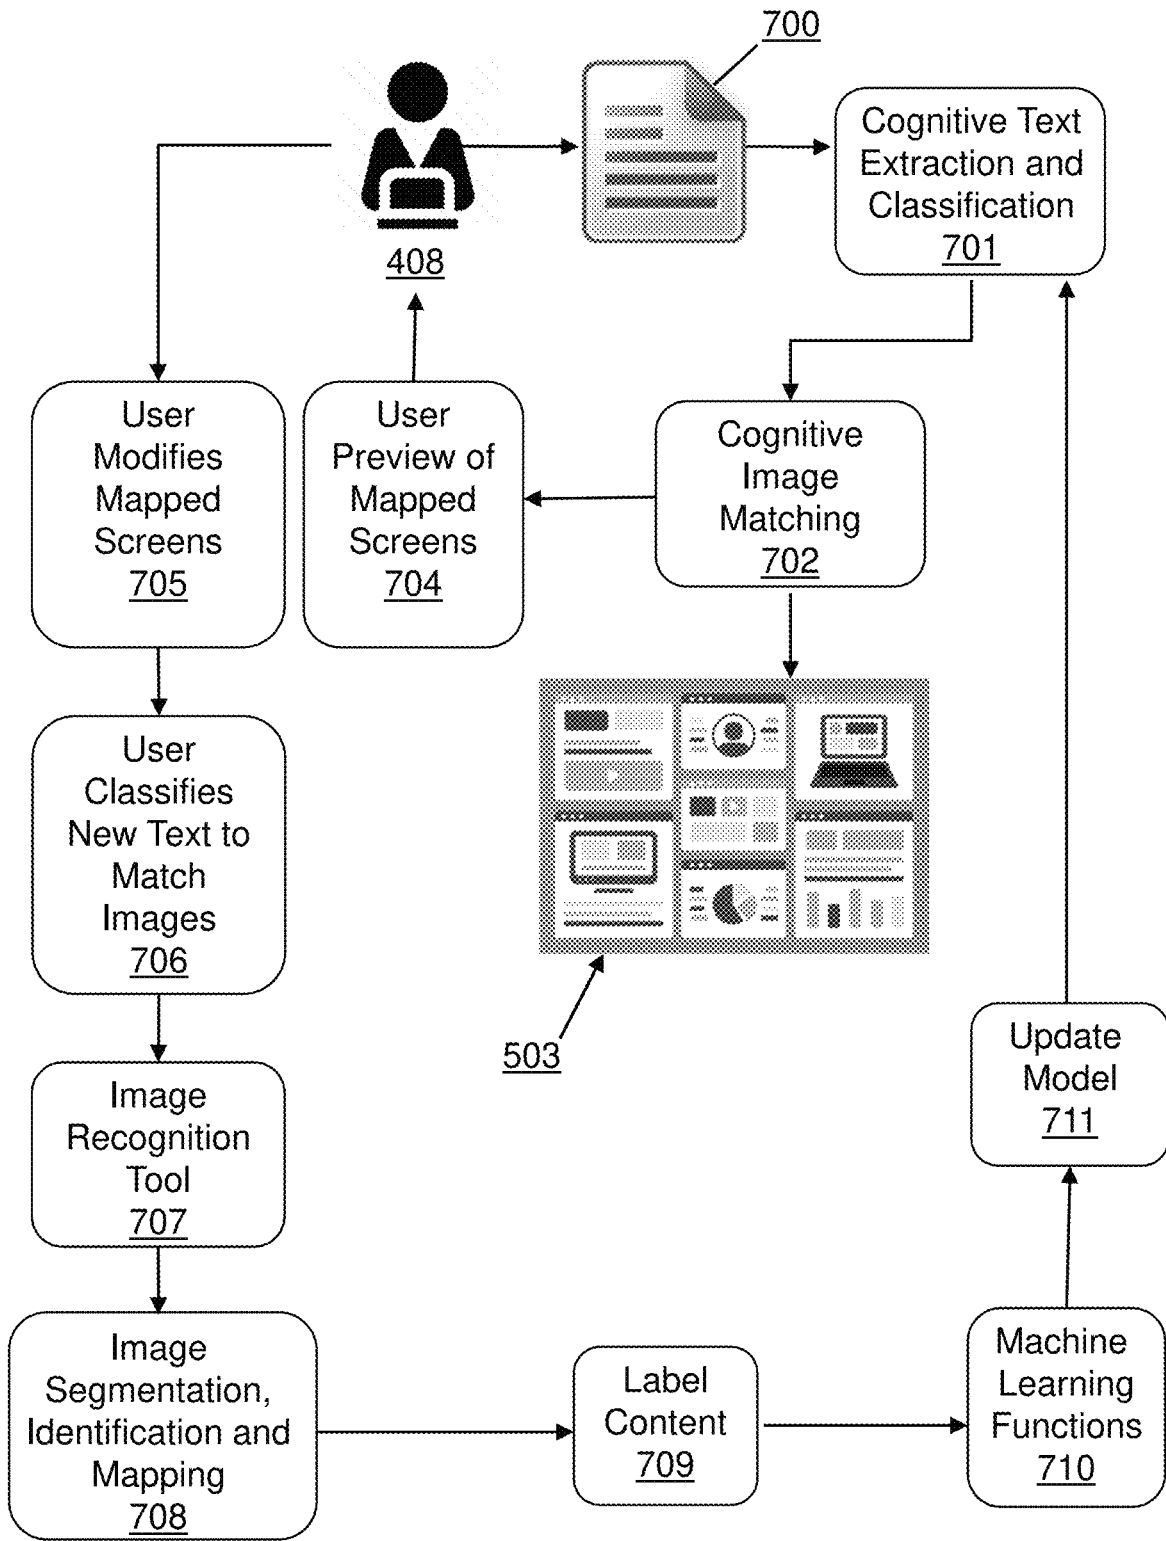 700
Cognitive Text
Extraction and
Classification
701
408
User
Modifies
Mapped
Screens
705
User
Preview of
Mapped
Screens
704
Cognitive
Image
Matching
702
User
Classifies
New Text to
Match
Images
706
503
Update
Model
711
Image
Recognition
Tool
707
Image
Segmentation,
Identification and
Mapping
708
Label
Content
709
Machine
Learning
Functions
710